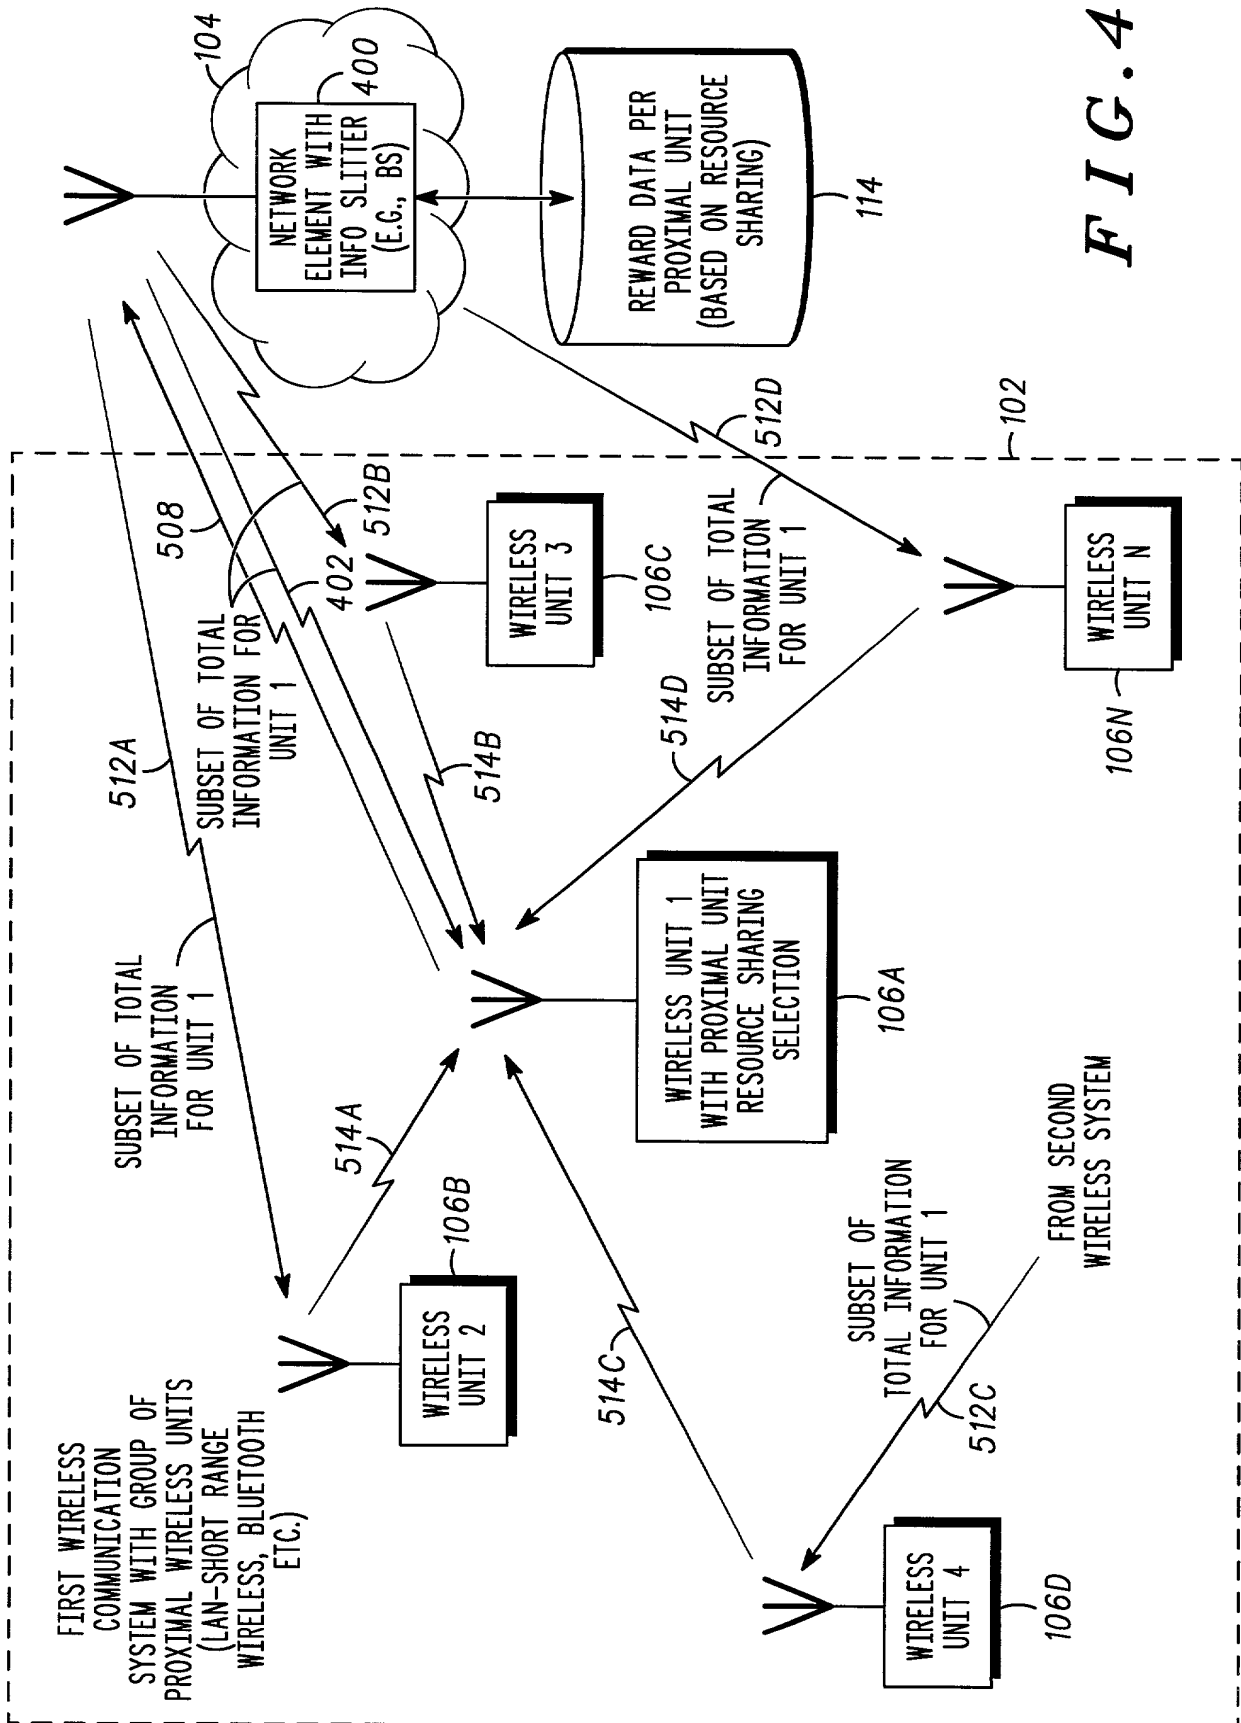 FIRST WIRELESS
COMMUNICATION
SYSTEM WITH GROUP OF
PROXIMAL WIRELESS UNITS
(LAN-SHORT RANGE
WIRELESS, BLUETOOTH
ETC.)
WIRELESS
UNIT 2
106B
512A
SUBSET OF TOTAL
INFORMATION
FOR UNIT 1
514A
SUBSET OF TOTAL
INFORMATION FOR
UNIT 1
508
402
512B
514B
WIRELESS
UNIT 3
106C
104
NETWORK
ELEMENT WITH
INFO SLITTER
(E.G., BS)
400
REWARD DATA PER
PROXIMAL UNIT
(BASED ON RESOURCE
SHARING)
114
WIRELESS UNIT 1
WITH PROXIMAL UNIT
RESOURCE SHARING
SELECTION
106A
514C
WIRELESS
UNIT 4
106D
SUBSET OF
TOTAL INFORMATION
FOR UNIT 1
512C
FROM SECOND
WIRELESS SYSTEM
514D
SUBSET OF TOTAL
INFORMATION
FOR UNIT 1
512D
102
WIRELESS
UNIT N
106N
FIG.4